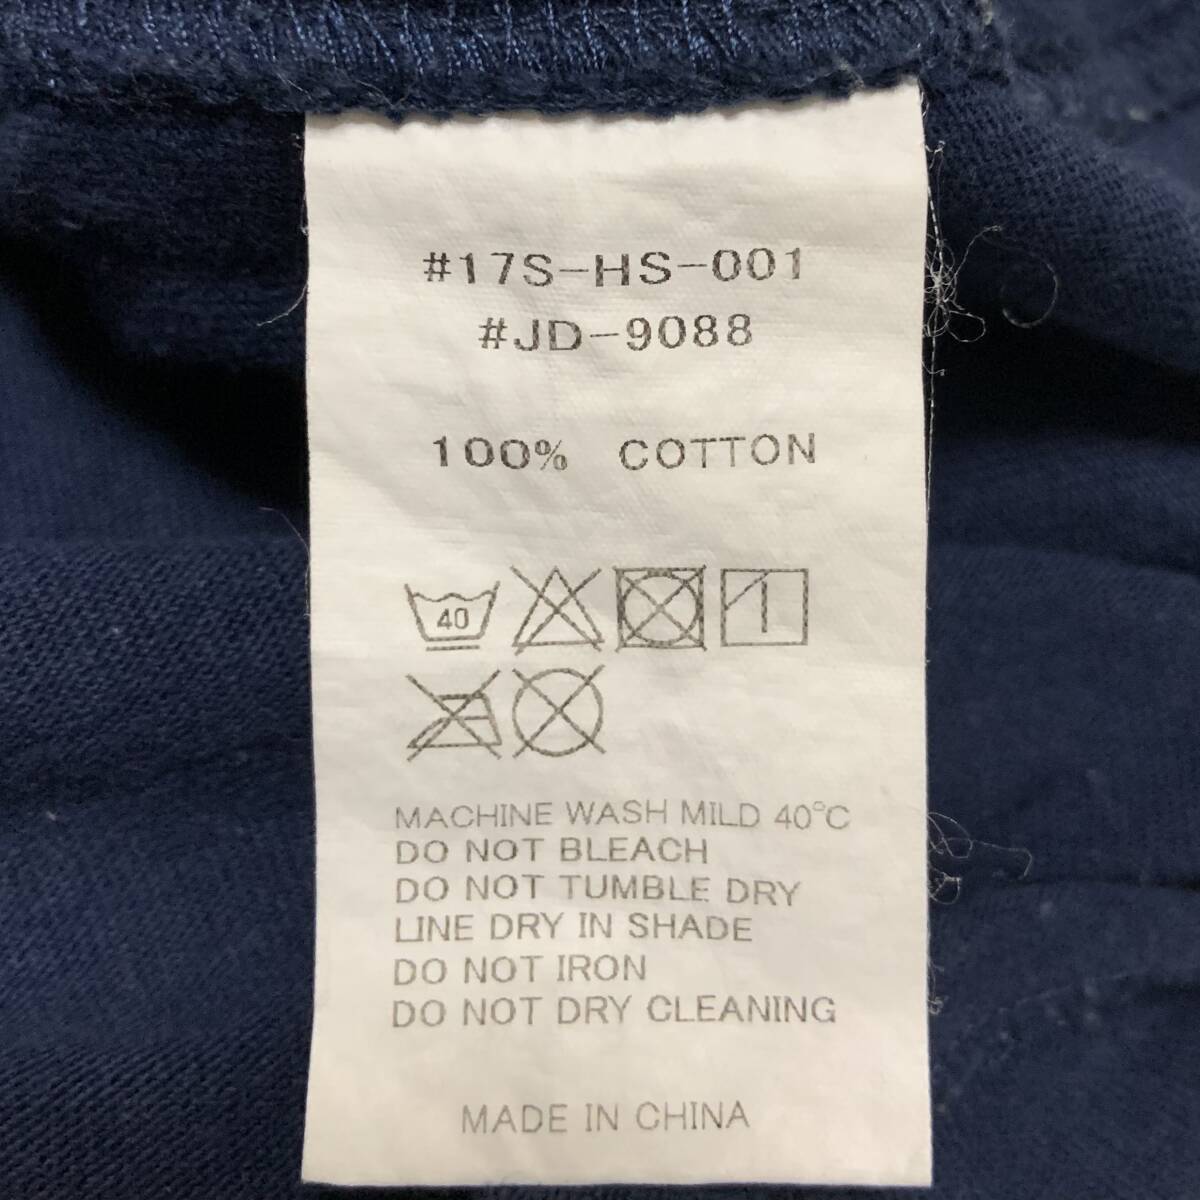 #17S-HS-001
#JD-9088
100% COTTON
40
MACHINE WASH MILD 40°C
DO NOT BLEACH
DO NOT TUMBLE DRY
LINE DRY IN SHADE
DO NOT IRON
DO NOT DRY CLEANING
MADE IN CHINA